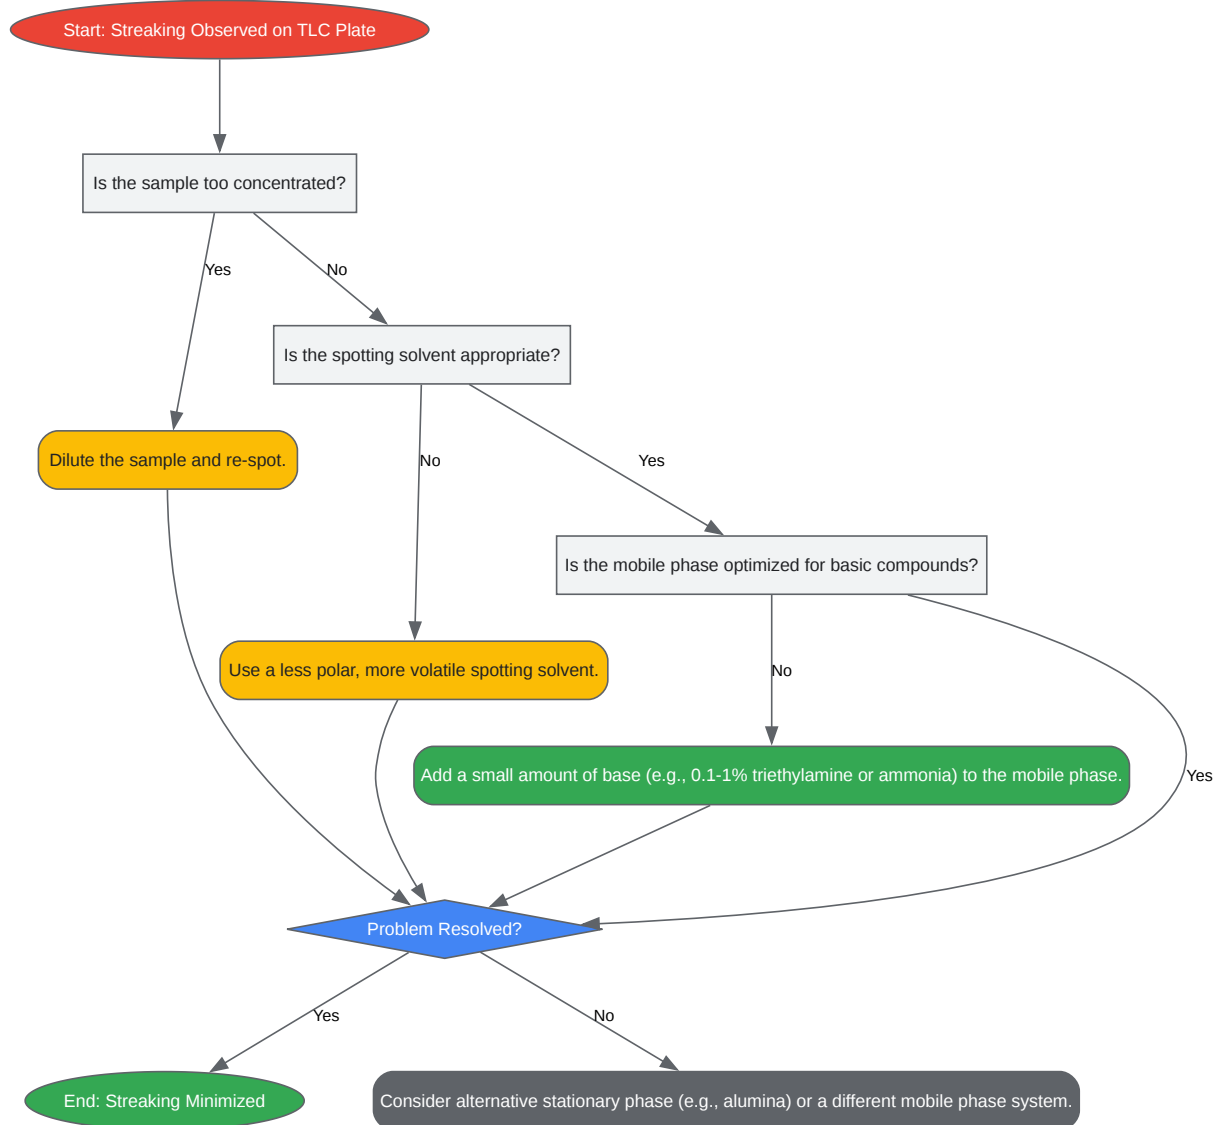 Start: Streaking Observed on TLC Plate
Is the sample too concentrated?
Yes
No
Is the spotting solvent appropriate?
Dilute the sample and re-spot.
No
Yes
Is the mobile phase optimized for basic compounds?
Use a less polar, more volatile spotting solvent.
No
Add a small amount of base (e.g., 0.1-1% triethylamine or ammonia) to the mobile phase.
Yes
Problem Resolved?
Yes
No
End: Streaking Minimized
Consider alternative stationary phase (e.g., alumina) or a different mobile phase system.